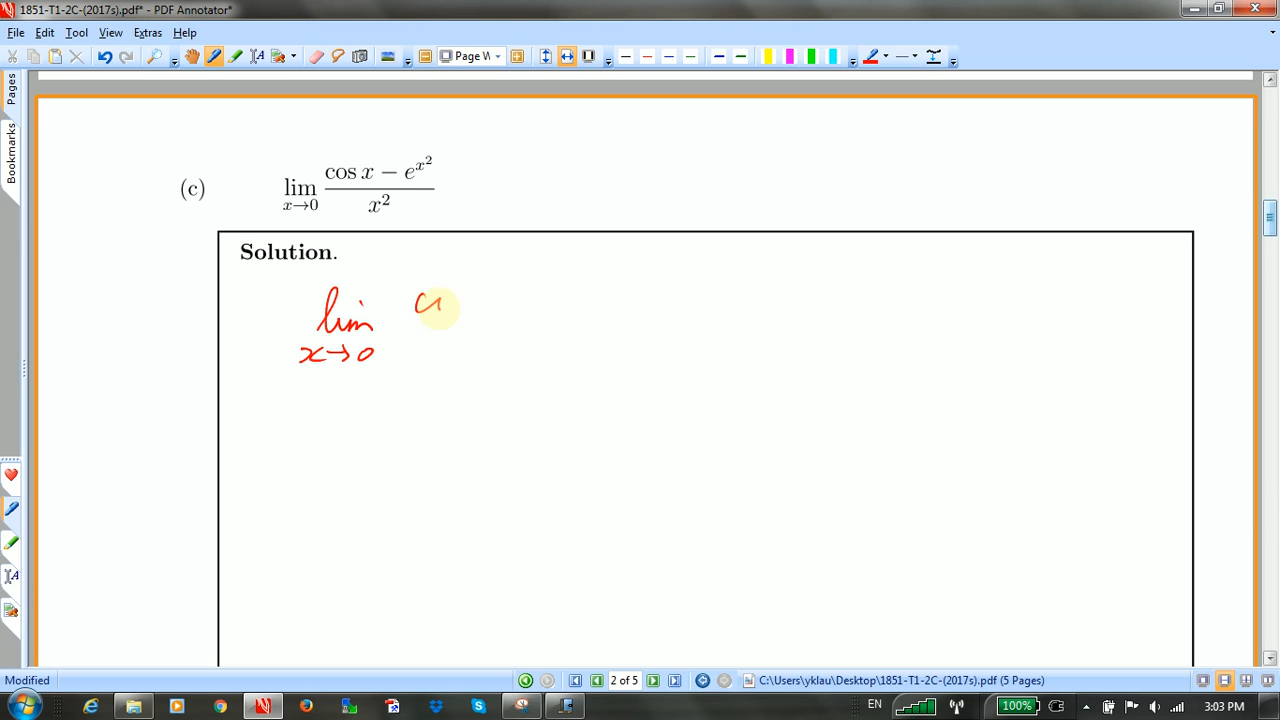 1851-T1-2C-(2017s).pdf* - PDF Annotator*
File Edit Tool View Extras Help
Page W
Pages
Bookmarks
(c) lim x→0 (cos x − e^{x^2}) / x^2
Solution.
lim
x→0
Modified
2 of 5
C:\Users\yklau\Desktop\1851-T1-2C-(2017s).pdf (5 Pages)
EN
100%
3:03 PM